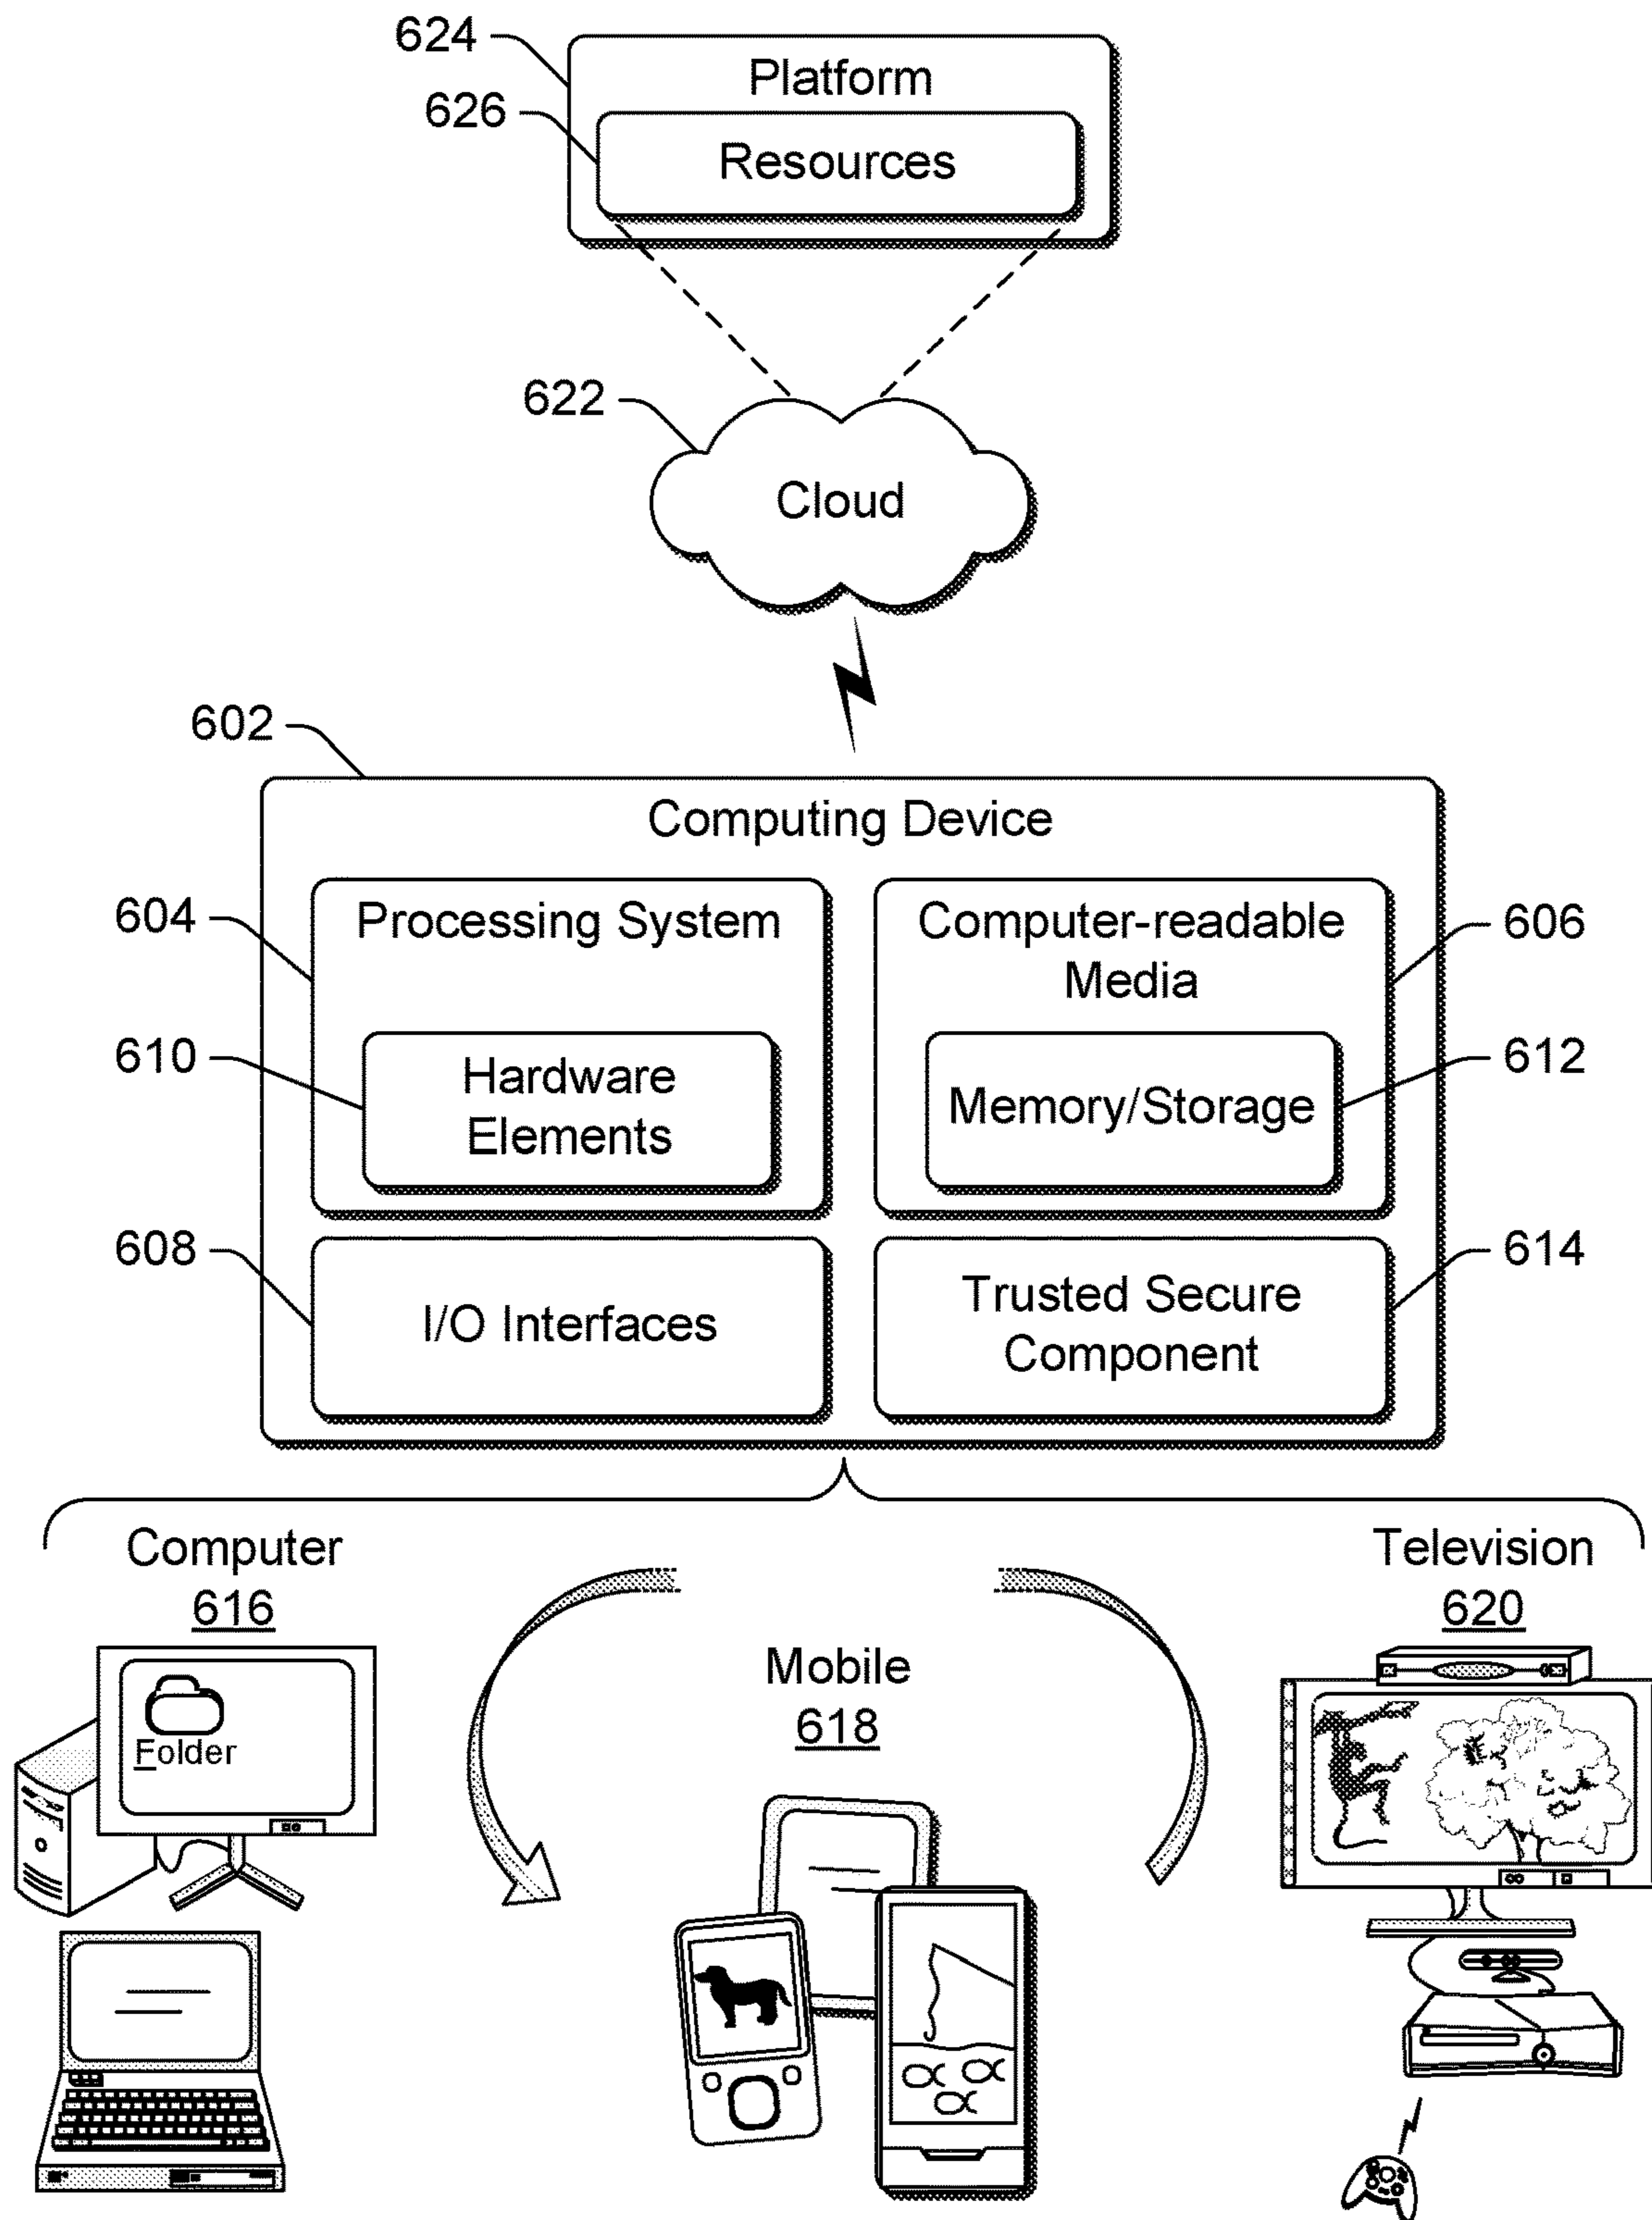 624
Platform
626
Resources
622
Cloud
602
Computing Device
604
Processing System
Computer-readable
Media
606
610
Hardware
Elements
Memory/Storage
612
608
I/O Interfaces
Trusted Secure
Component
614
Computer
616
Folder
Mobile
618
Television
620